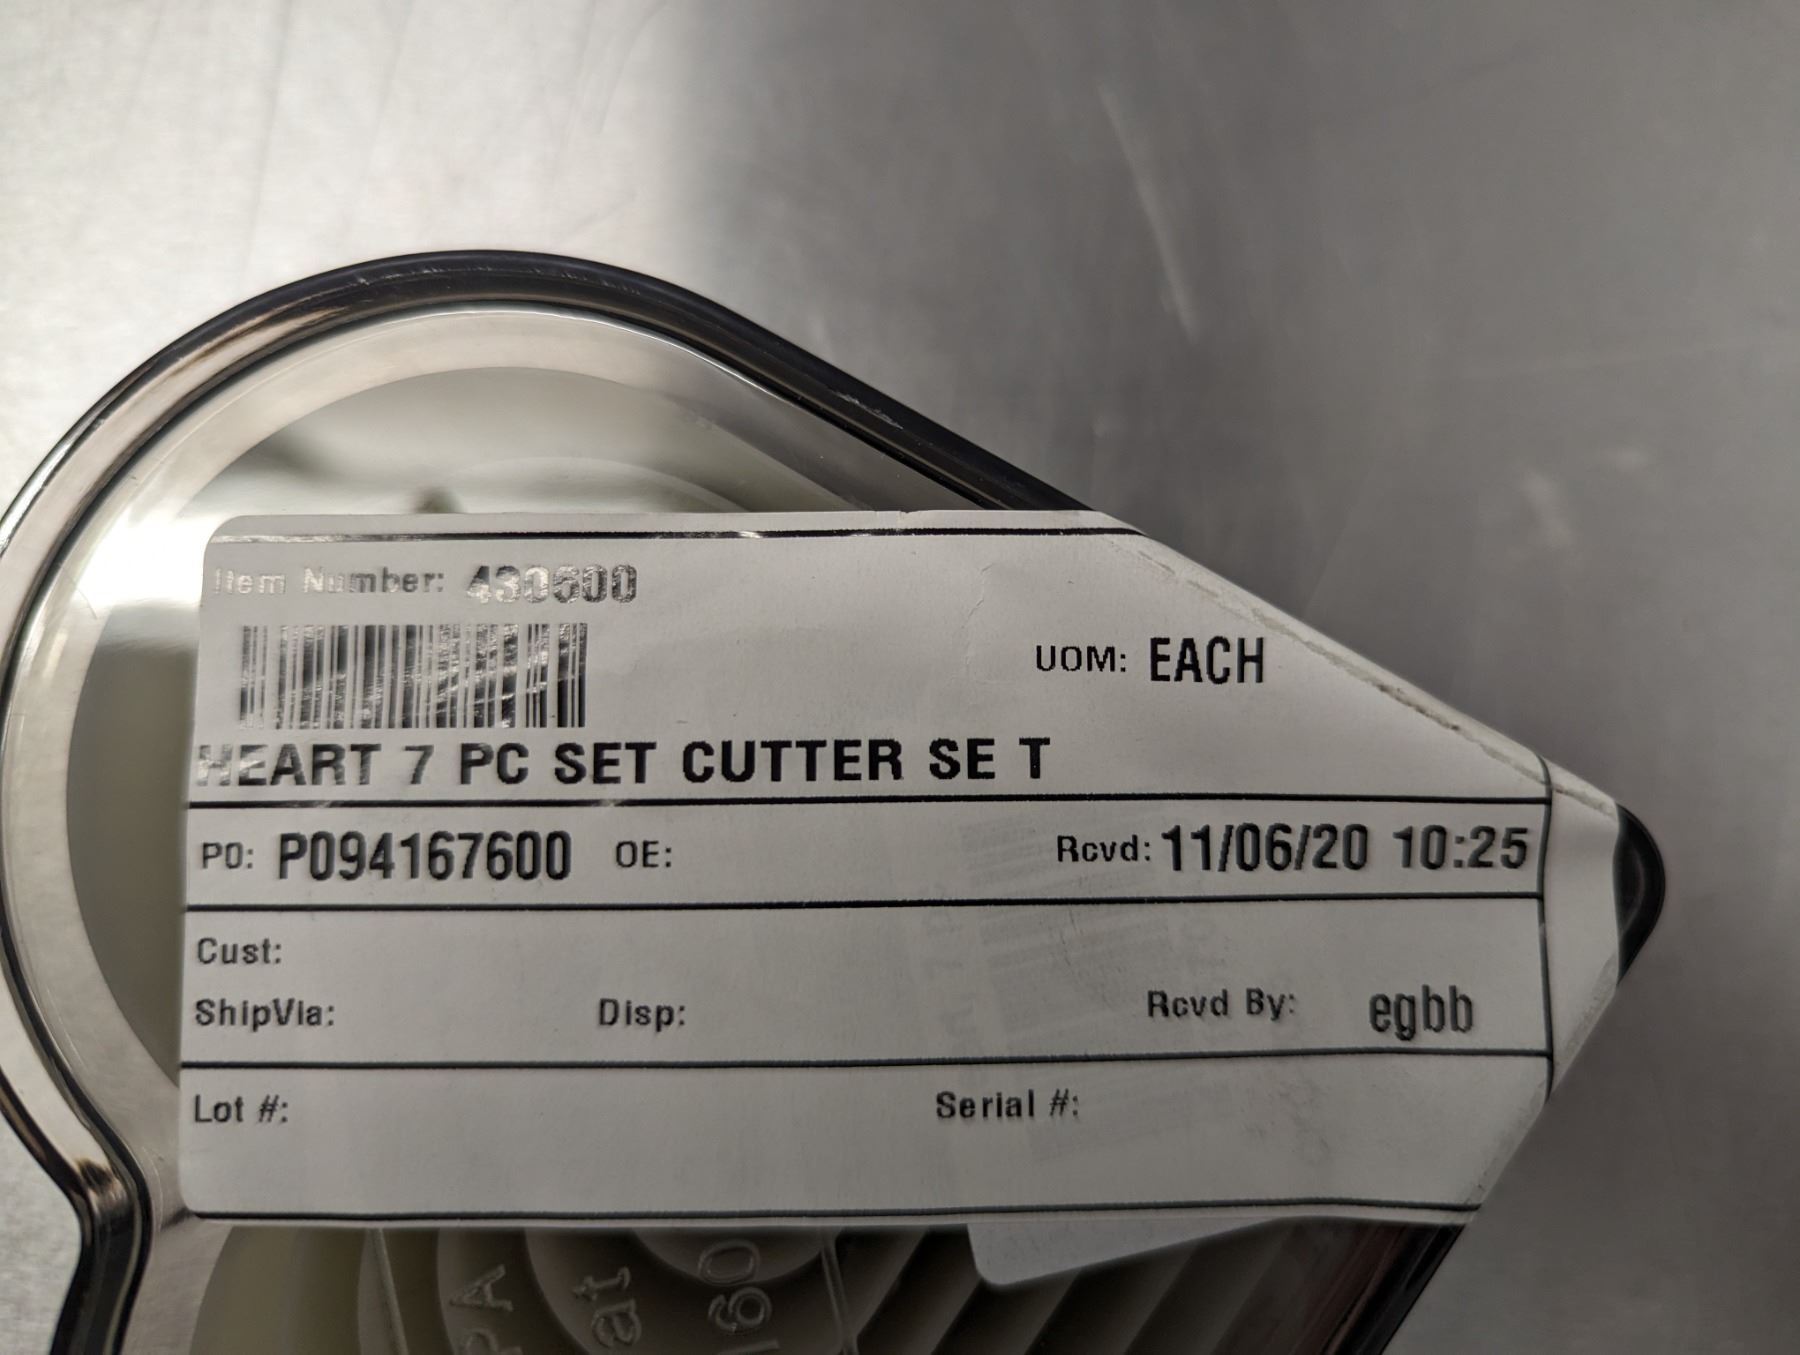 Item Number: 430600
UOM: EACH
HEART 7 PC SET CUTTER SE T
PO: P094167600 OE: Rcvd: 11/06/20 10:25
Cust:
ShipVia: Disp: Rcvd By: egbb
Lot #: Serial #: